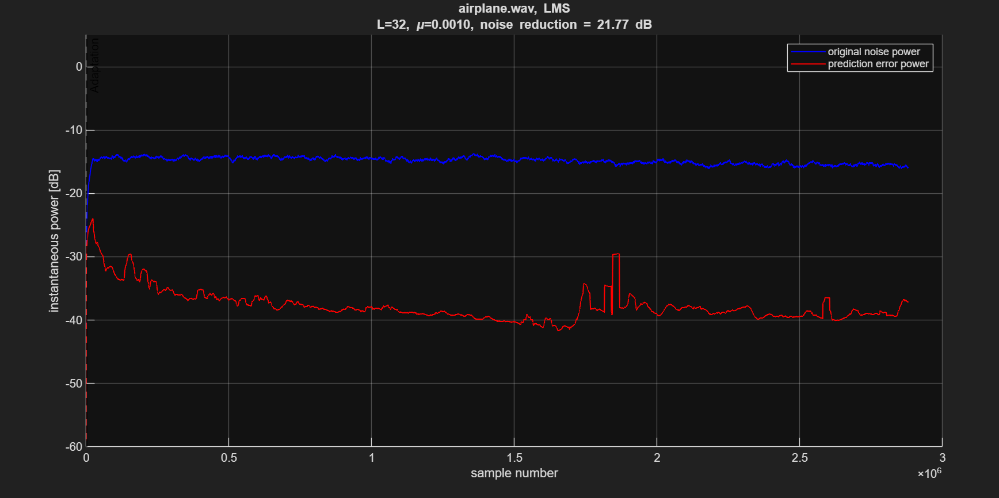 airplane.wav, LMS
L=32, μ=0.0010, noise reduction = 21.77 dB
Adaptation
original noise power
prediction error power
instantaneous power [dB]
0
-10
-20
-30
-40
-50
-60
0 0.5 1 1.5 2 2.5 3
sample number
×10⁶